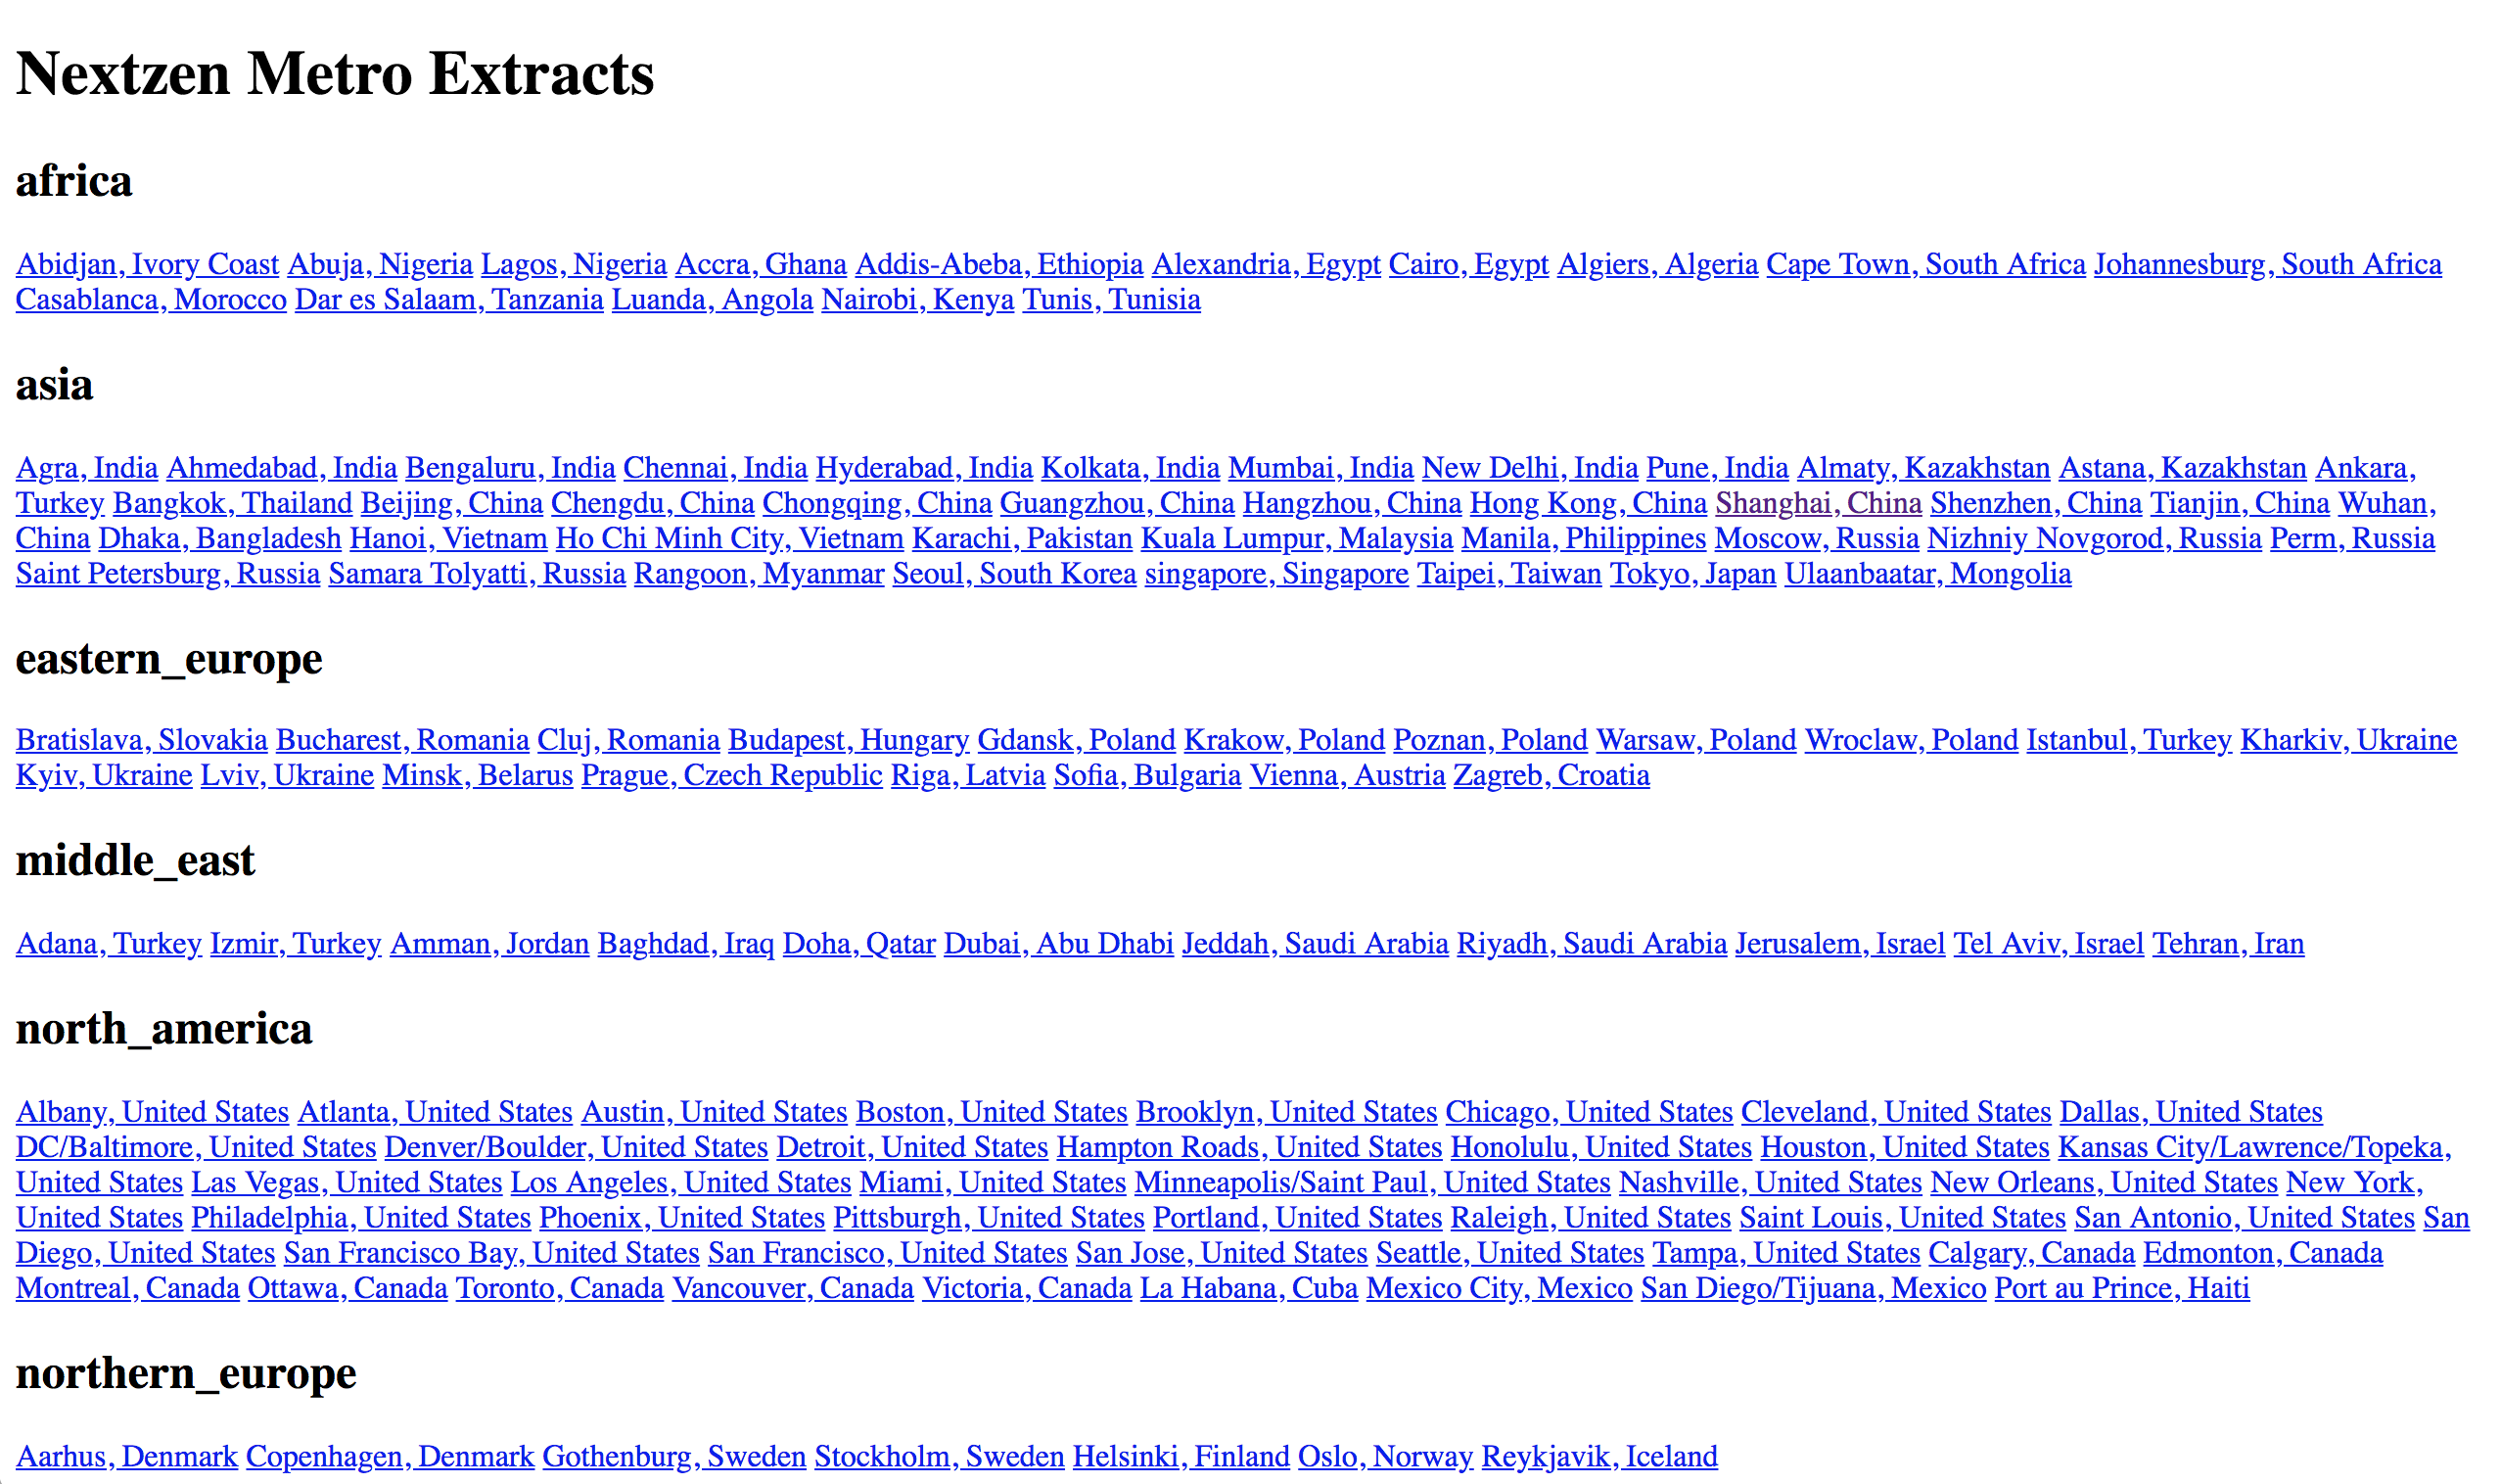 Nextzen Metro Extracts
africa
Abidjan, Ivory Coast Abuja, Nigeria Lagos, Nigeria Accra, Ghana Addis-Abeba, Ethiopia Alexandria, Egypt Cairo, Egypt Algiers, Algeria Cape Town, South Africa Johannesburg, South Africa
Casablanca, Morocco Dar es Salaam, Tanzania Luanda, Angola Nairobi, Kenya Tunis, Tunisia
asia
Agra, India Ahmedabad, India Bengaluru, India Chennai, India Hyderabad, India Kolkata, India Mumbai, India New Delhi, India Pune, India Almaty, Kazakhstan Astana, Kazakhstan Ankara,
Turkey Bangkok, Thailand Beijing, China Chengdu, China Chongqing, China Guangzhou, China Hangzhou, China Hong Kong, China Shanghai, China Shenzhen, China Tianjin, China Wuhan,
China Dhaka, Bangladesh Hanoi, Vietnam Ho Chi Minh City, Vietnam Karachi, Pakistan Kuala Lumpur, Malaysia Manila, Philippines Moscow, Russia Nizhniy Novgorod, Russia Perm, Russia
Saint Petersburg, Russia Samara Tolyatti, Russia Rangoon, Myanmar Seoul, South Korea singapore, Singapore Taipei, Taiwan Tokyo, Japan Ulaanbaatar, Mongolia
eastern_europe
Bratislava, Slovakia Bucharest, Romania Cluj, Romania Budapest, Hungary Gdansk, Poland Krakow, Poland Poznan, Poland Warsaw, Poland Wroclaw, Poland Istanbul, Turkey Kharkiv, Ukraine
Kyiv, Ukraine Lviv, Ukraine Minsk, Belarus Prague, Czech Republic Riga, Latvia Sofia, Bulgaria Vienna, Austria Zagreb, Croatia
middle_east
Adana, Turkey Izmir, Turkey Amman, Jordan Baghdad, Iraq Doha, Qatar Dubai, Abu Dhabi Jeddah, Saudi Arabia Riyadh, Saudi Arabia Jerusalem, Israel Tel Aviv, Israel Tehran, Iran
north_america
Albany, United States Atlanta, United States Austin, United States Boston, United States Brooklyn, United States Chicago, United States Cleveland, United States Dallas, United States
DC/Baltimore, United States Denver/Boulder, United States Detroit, United States Hampton Roads, United States Honolulu, United States Houston, United States Kansas City/Lawrence/Topeka,
United States Las Vegas, United States Los Angeles, United States Miami, United States Minneapolis/Saint Paul, United States Nashville, United States New Orleans, United States New York,
United States Philadelphia, United States Phoenix, United States Pittsburgh, United States Portland, United States Raleigh, United States Saint Louis, United States San Antonio, United States San
Diego, United States San Francisco Bay, United States San Francisco, United States San Jose, United States Seattle, United States Tampa, United States Calgary, Canada Edmonton, Canada
Montreal, Canada Ottawa, Canada Toronto, Canada Vancouver, Canada Victoria, Canada La Habana, Cuba Mexico City, Mexico San Diego/Tijuana, Mexico Port au Prince, Haiti
northern_europe
Aarhus, Denmark Copenhagen, Denmark Gothenburg, Sweden Stockholm, Sweden Helsinki, Finland Oslo, Norway Reykjavik, Iceland